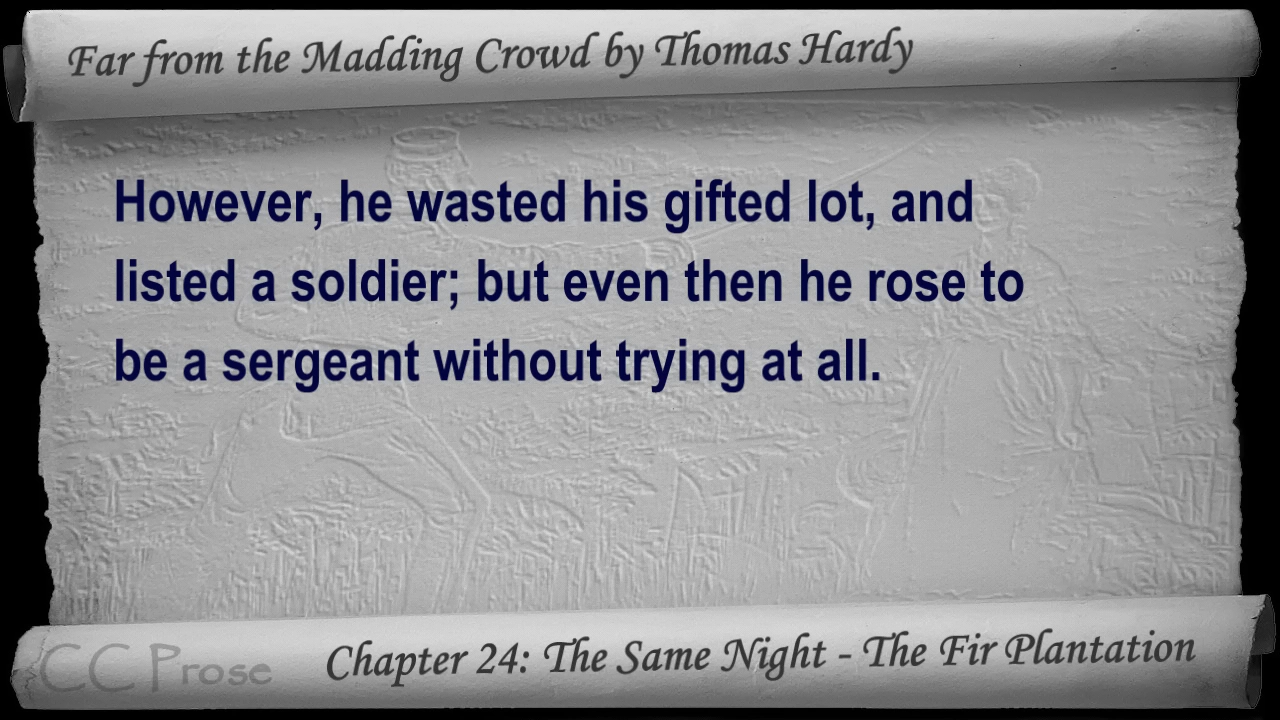 Far from the Madding Crowd by Thomas Hardy
However, he wasted his gifted lot, and
listed a soldier; but even then he rose to
be a sergeant without trying at all.
CC Prose
Chapter 24: The Same Night - The Fir Plantation